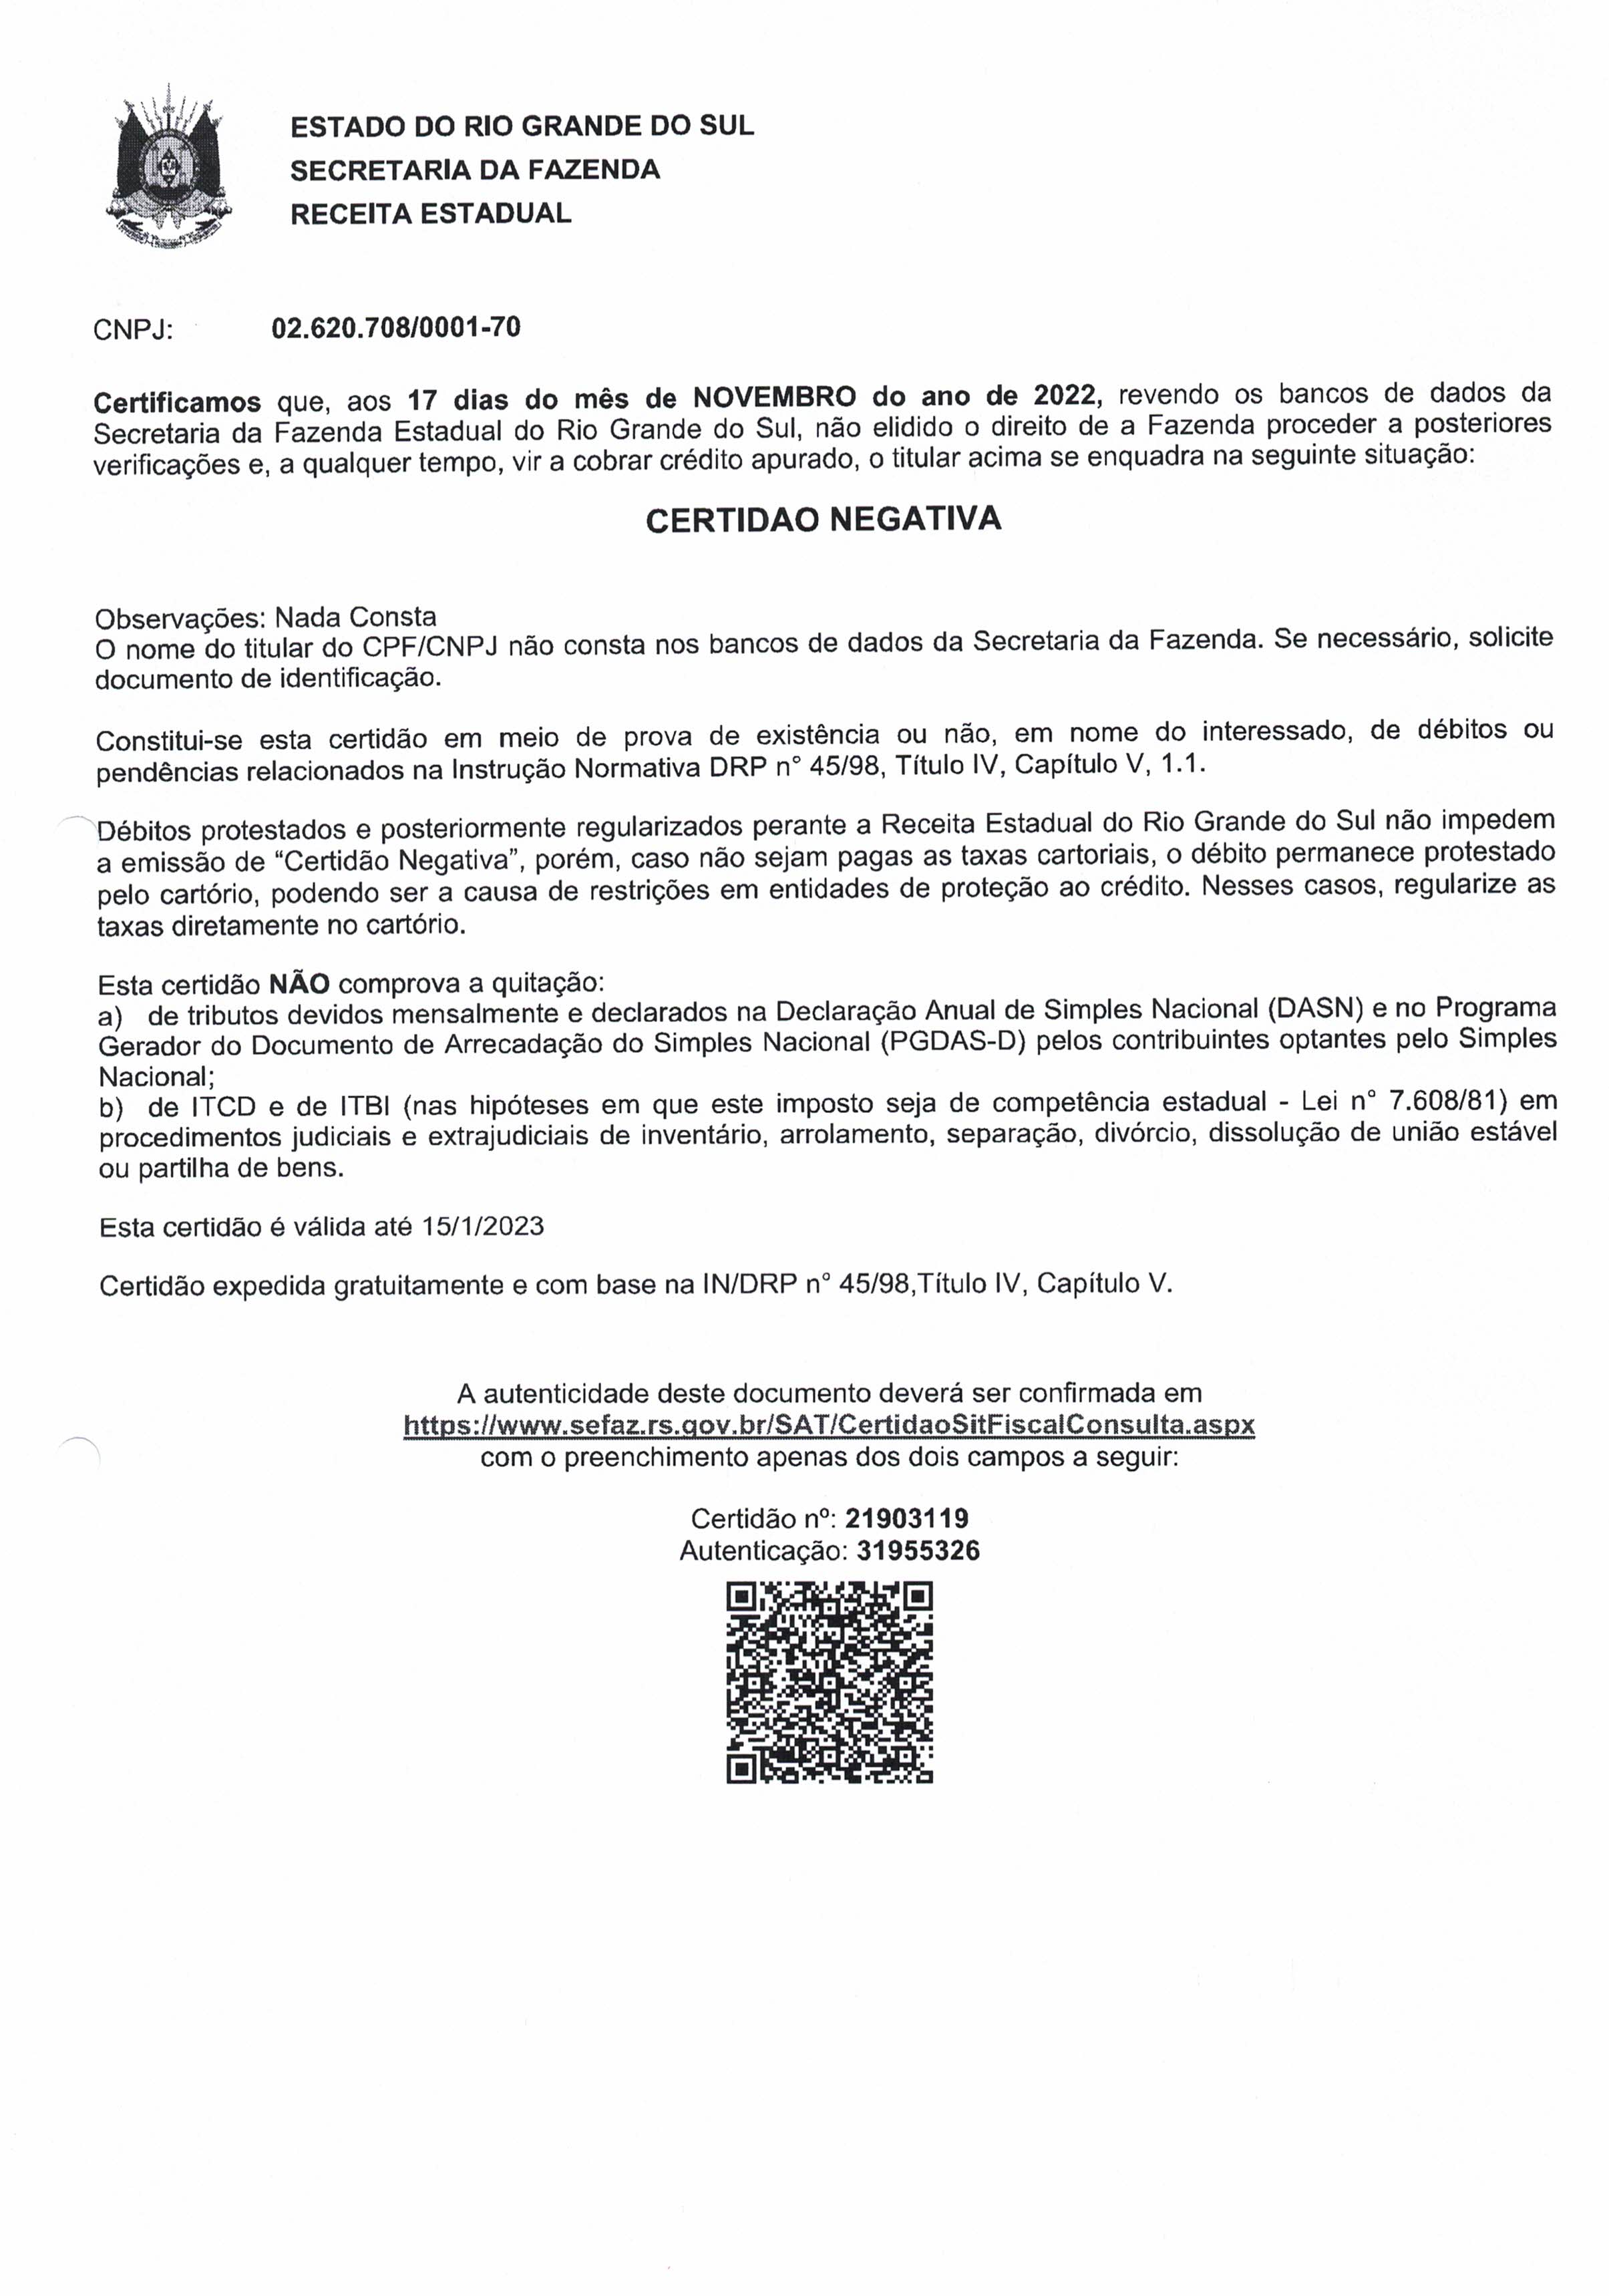 ESTADO DO RIO GRANDE DO SUL
SECRETARIA DA FAZENDA
RECEITA ESTADUAL
CNPJ: 02.620.708/0001-70
Certificamos que, aos 17 dias do mês de NOVEMBRO do ano de 2022, revendo os bancos de dados da
Secretaria da Fazenda Estadual do Rio Grande do Sul, não elidido o direito de a Fazenda proceder a posteriores
verificações e, a qualquer tempo, vir a cobrar crédito apurado, o titular acima se enquadra na seguinte situação:
CERTIDAO NEGATIVA
Observações: Nada Consta
O nome do titular do CPF/CNPJ não consta nos bancos de dados da Secretaria da Fazenda. Se necessário, solicite
documento de identificação.
Constitui-se esta certidão em meio de prova de existência ou não, em nome do interessado, de débitos ou
pendências relacionados na Instrução Normativa DRP n° 45/98, Título IV, Capítulo V, 1.1.
Débitos protestados e posteriormente regularizados perante a Receita Estadual do Rio Grande do Sul não impedem
a emissão de “Certidão Negativa”, porém, caso não sejam pagas as taxas cartoriais, o débito permanece protestado
pelo cartório, podendo ser a causa de restrições em entidades de proteção ao crédito. Nesses casos, regularize as
taxas diretamente no cartório.
Esta certidão NÃO comprova a quitação:
a) de tributos devidos mensalmente e declarados na Declaração Anual de Simples Nacional (DASN) e no Programa
Gerador do Documento de Arrecadação do Simples Nacional (PGDAS-D) pelos contribuintes optantes pelo Simples
Nacional;
b) de ITCD e de ITBI (nas hipóteses em que este imposto seja de competência estadual - Lei n° 7.608/81) em
procedimentos judiciais e extrajudiciais de inventário, arrolamento, separação, divórcio, dissolução de união estável
ou partilha de bens.
Esta certidão é válida até 15/1/2023
Certidão expedida gratuitamente e com base na IN/DRP n° 45/98,Título IV, Capítulo V.
A autenticidade deste documento deverá ser confirmada em
https://www.sefaz.rs.gov.br/SAT/CertidaoSitFiscalConsulta.aspx
com o preenchimento apenas dos dois campos a seguir:
Certidão nº: 21903119
Autenticação: 31955326